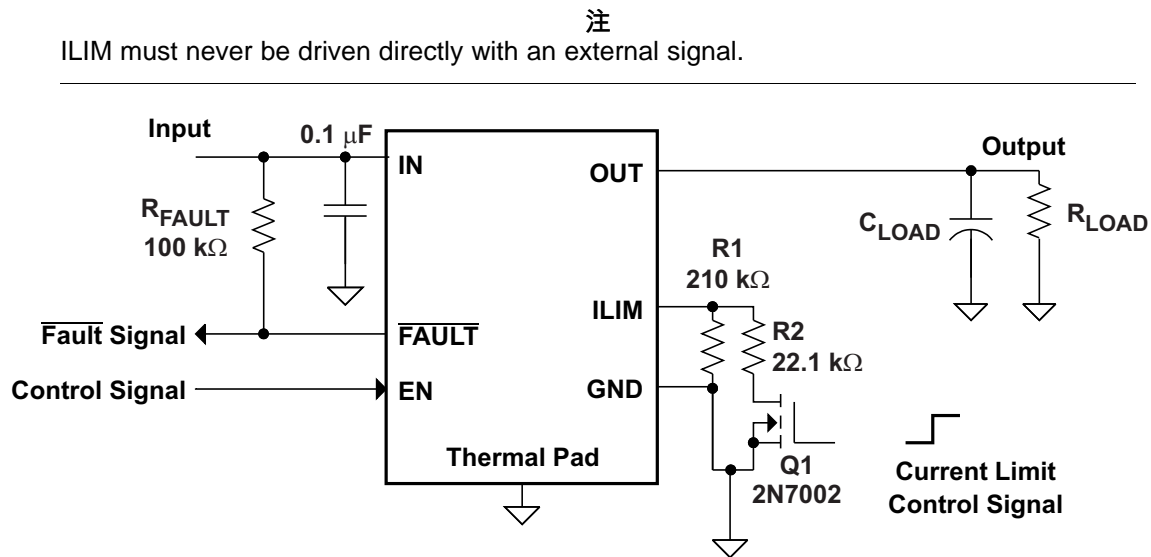 注
ILIM must never be driven directly with an external signal.
Input
0.1 μF
IN
OUT
Output
R_FAULT
100 kΩ
C_LOAD
R_LOAD
R1
210 kΩ
ILIM
R2
22.1 kΩ
Fault Signal
FAULT
Control Signal
EN
GND
Thermal Pad
Q1
2N7002
Current Limit
Control Signal